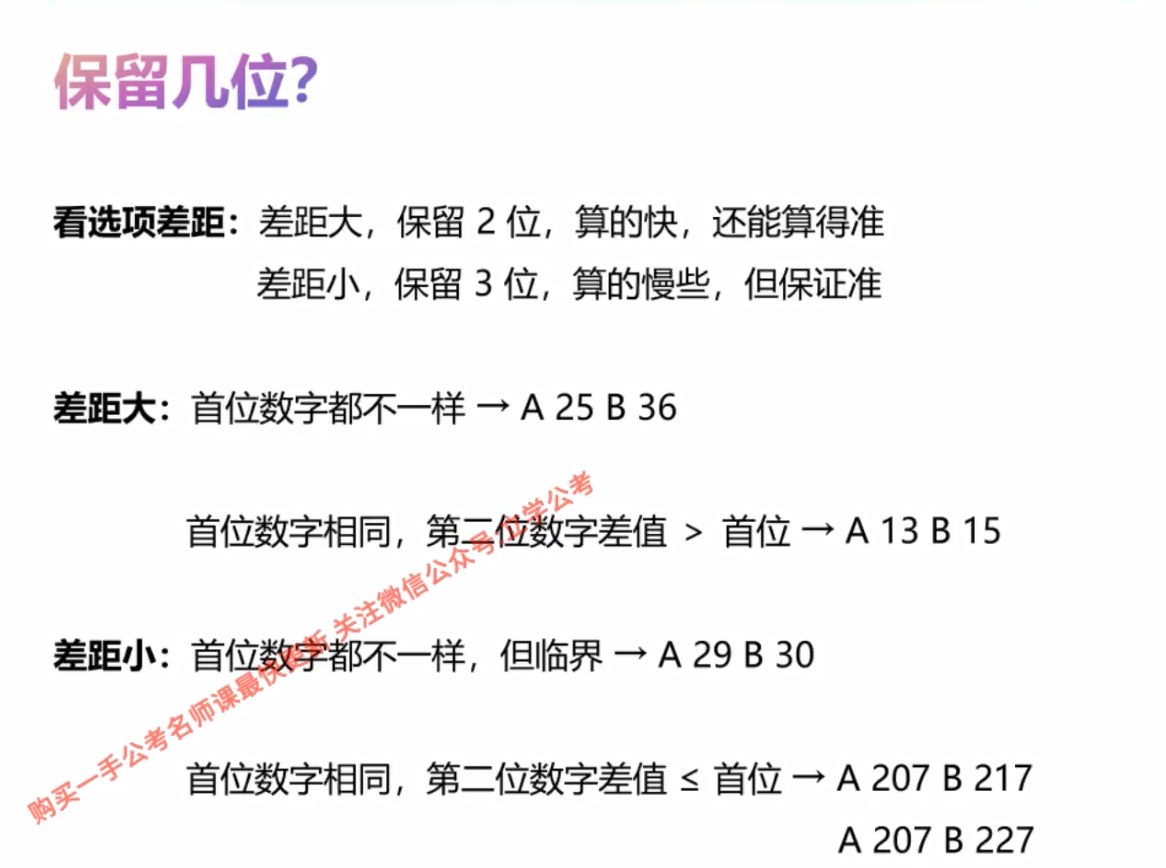 保留几位?
看选项差距：差距大，保留 2 位，算的快，还能算得准
差距小，保留 3 位，算的慢些，但保证准
差距大：首位数字都不一样 → A 25 B 36
首位数字相同，第二位数字差值 > 首位 → A 13 B 15
差距小：首位数字都不一样，但临界 → A 29 B 30
首位数字相同，第二位数字差值 ≤ 首位 → A 207 B 217
A 207 B 227
购买一手公考名师课最快更新 关注微信公众号:立学公考